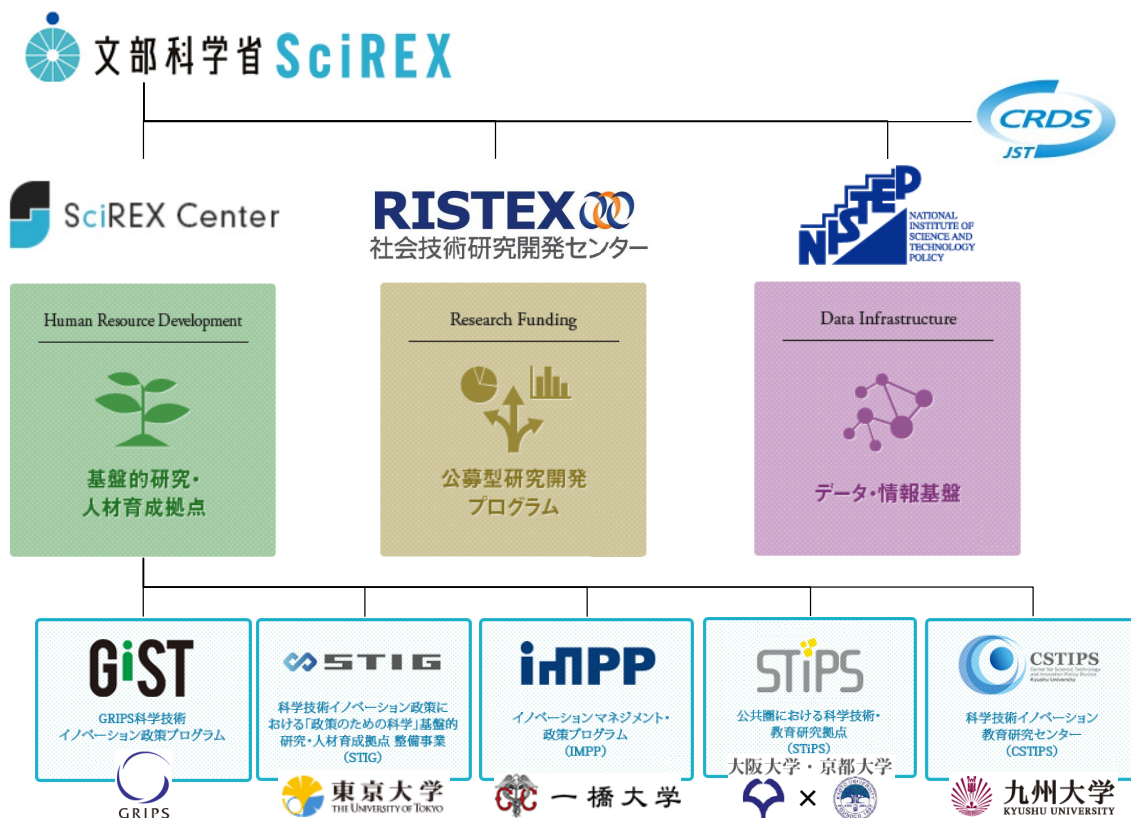 文部科学省 SciREX
CRDS
JST
SciREX Center
RISTEX
社会技術研究開発センター
NISTEP
NATIONAL
INSTITUTE OF
SCIENCE AND
TECHNOLOGY
POLICY
Human Resource Development
基盤的研究・
人材育成拠点
Research Funding
公募型研究開発
プログラム
Data Infrastructure
データ・情報基盤
GiST
GRIPS科学技術
イノベーション政策プログラム
GRIPS
STIG
科学技術イノベーション政策に
おける「政策のための科学」基盤的
研究・人材育成拠点 整備事業
(STIG)
東京大学
THE UNIVERSITY OF TOKYO
imPP
イノベーションマネジメント・
政策プログラム
(IMPP)
一橋大学
STiPS
公共圏における科学技術・
教育研究拠点
(STiPS)
大阪大学・京都大学
×
CSTIPS
Center for Science, Technology
and Innovation Policy Studies
Kyushu University
科学技術イノベーション
教育研究センター
(CSTIPS)
九州大学
KYUSHU UNIVERSITY